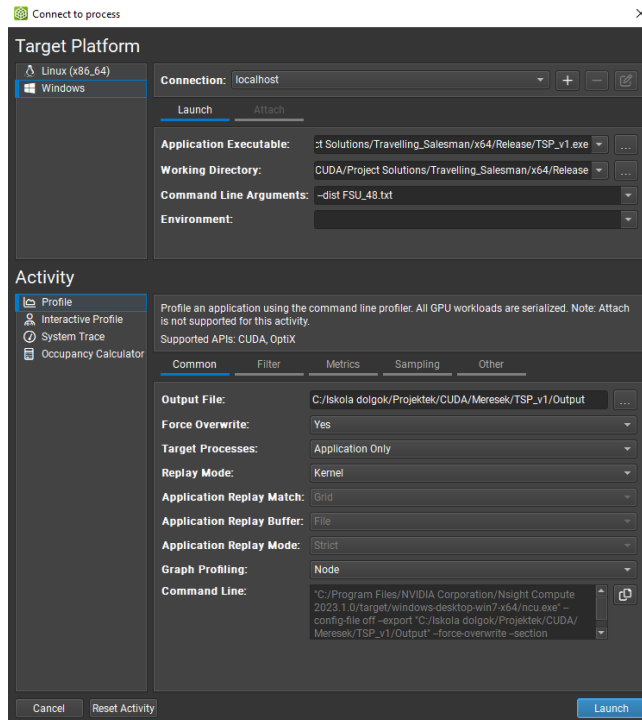 Connect to process
Target Platform
Linux (x86_64)
Windows
Connection: localhost
Launch Attach
Application Executable: :t Solutions/Travelling_Salesman/x64/Release/TSP_v1.exe ...
Working Directory: CUDA/Project Solutions/Travelling_Salesman/x64/Release ...
Command Line Arguments: --dist FSU_48.txt
Environment:
Activity
Profile
Interactive Profile
System Trace
Occupancy Calculator
Profile an application using the command line profiler. All GPU workloads are serialized. Note: Attach
is not supported for this activity.
Supported APIs: CUDA, OptiX
Common Filter Metrics Sampling Other
Output File: C:/Iskola dolgok/Projektek/CUDA/Meresek/TSP_v1/Output ...
Force Overwrite: Yes
Target Processes: Application Only
Replay Mode: Kernel
Application Replay Match: Grid
Application Replay Buffer: File
Application Replay Mode: Strict
Graph Profiling: Node
Command Line: "C:/Program Files/NVIDIA Corporation/Nsight Compute
2023.1.0/target/windows-desktop-win7-x64/ncu.exe" --
config-file off --export "C:/Iskola dolgok/Projektek/CUDA/
Meresek/TSP_v1/Output" --force-overwrite --section
Cancel Reset Activity Launch